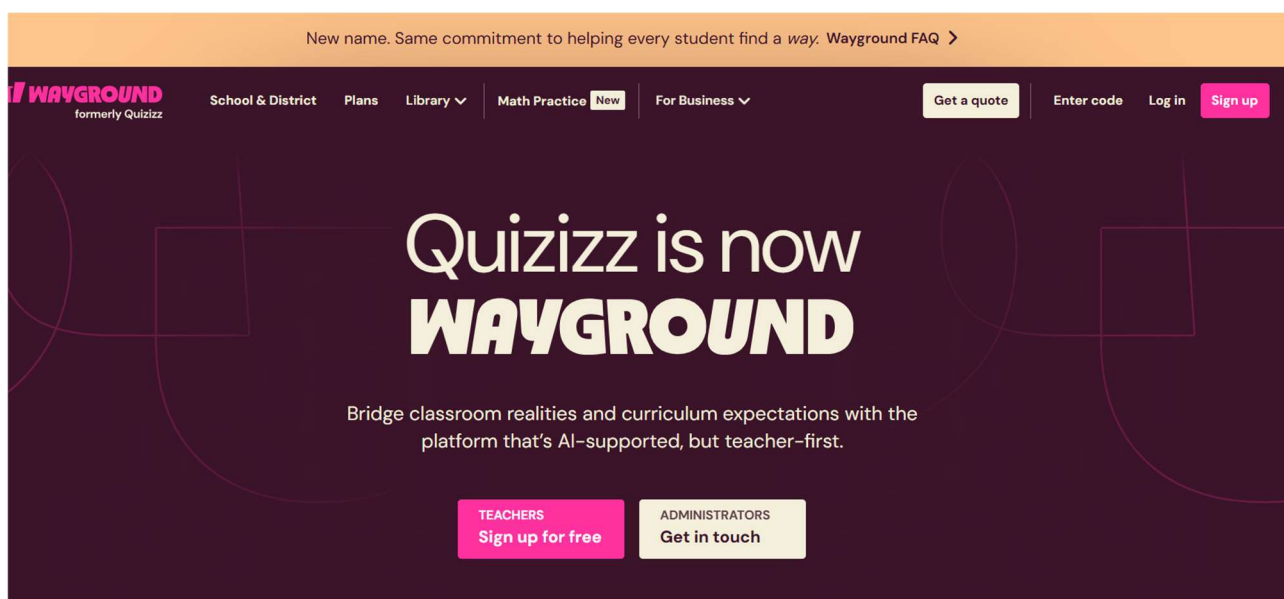 New name. Same commitment to helping every student find a way. Wayground FAQ
WAYGROUND
formerly Quizizz
School & District Plans Library Math Practice New For Business Get a quote Enter code Log in Sign up
Quizizz is now
WAYGROUND
Bridge classroom realities and curriculum expectations with the
platform that's AI-supported, but teacher-first.
TEACHERS
Sign up for free
ADMINISTRATORS
Get in touch